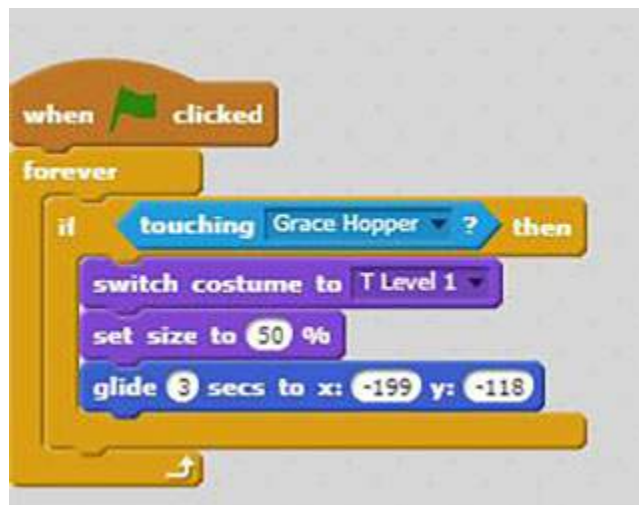 when clicked
forever
if touching Grace Hopper ? then
switch costume to T Level 1
set size to 50 %
glide 3 secs to x: -199 y: -118